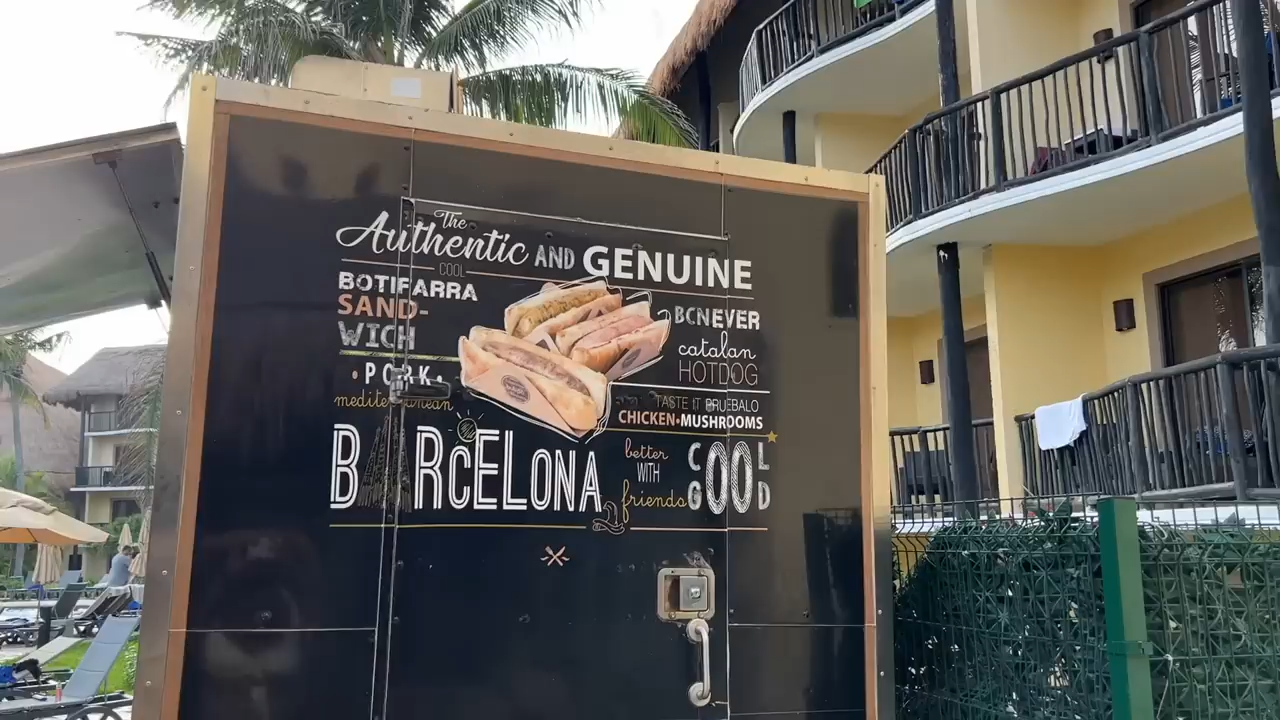 The
Authentic AND GENUINE
COOL
BOTIFARRA
SAND-
WICH
• PORK •
mediterranean
BCNEVER
catalan
HOTDOG
TASTE IT PRUEBALO
CHICKEN•MUSHROOMS
BARCELONA
better
WITH
friends
COOL
GOOD